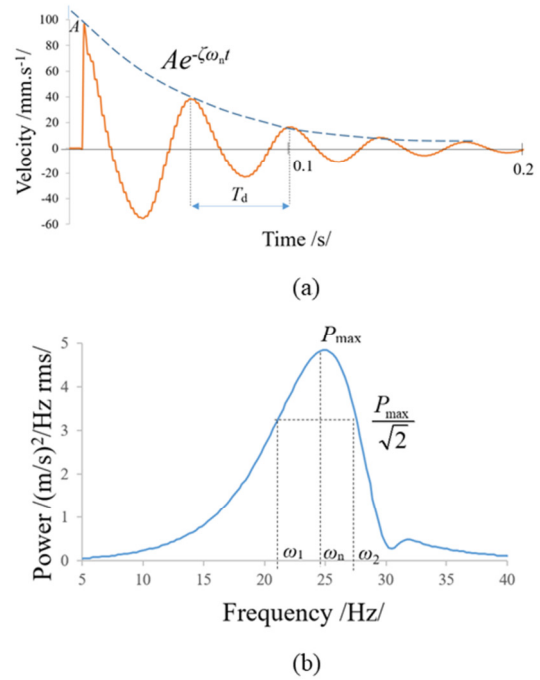 100
80
60
40
20
0
-20
-40
-60
A
Ae^{-ζω_n t}
0.1
0.2
T_d
Velocity /mm.s⁻¹/
Time /s/
(a)
5
4
3
2
1
0
P_max
P_max
√2
ω₁ ω_n ω₂
5 10 15 20 25 30 35 40
Power /(m/s)²/Hz rms/
Frequency /Hz/
(b)